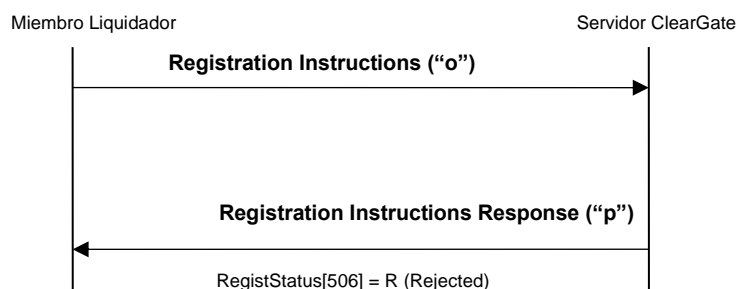 Miembro Liquidador
Servidor ClearGate
Registration Instructions (“o”)
Registration Instructions Response (“p”)
RegistStatus[506] = R (Rejected)